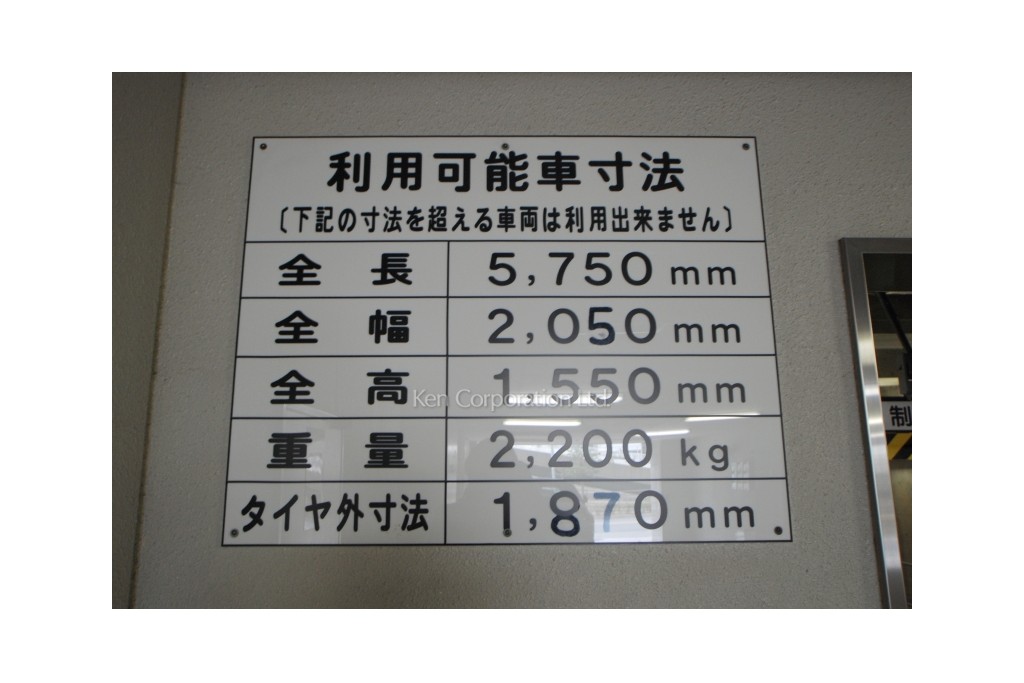 利用可能車寸法
〔下記の寸法を超える車両は利用出来ません〕
全長 5,750mm
全幅 2,050mm
全高 1,550mm
重量 2,200kg
タイヤ外寸法 1,870mm
Ken Corporation Ltd.
制